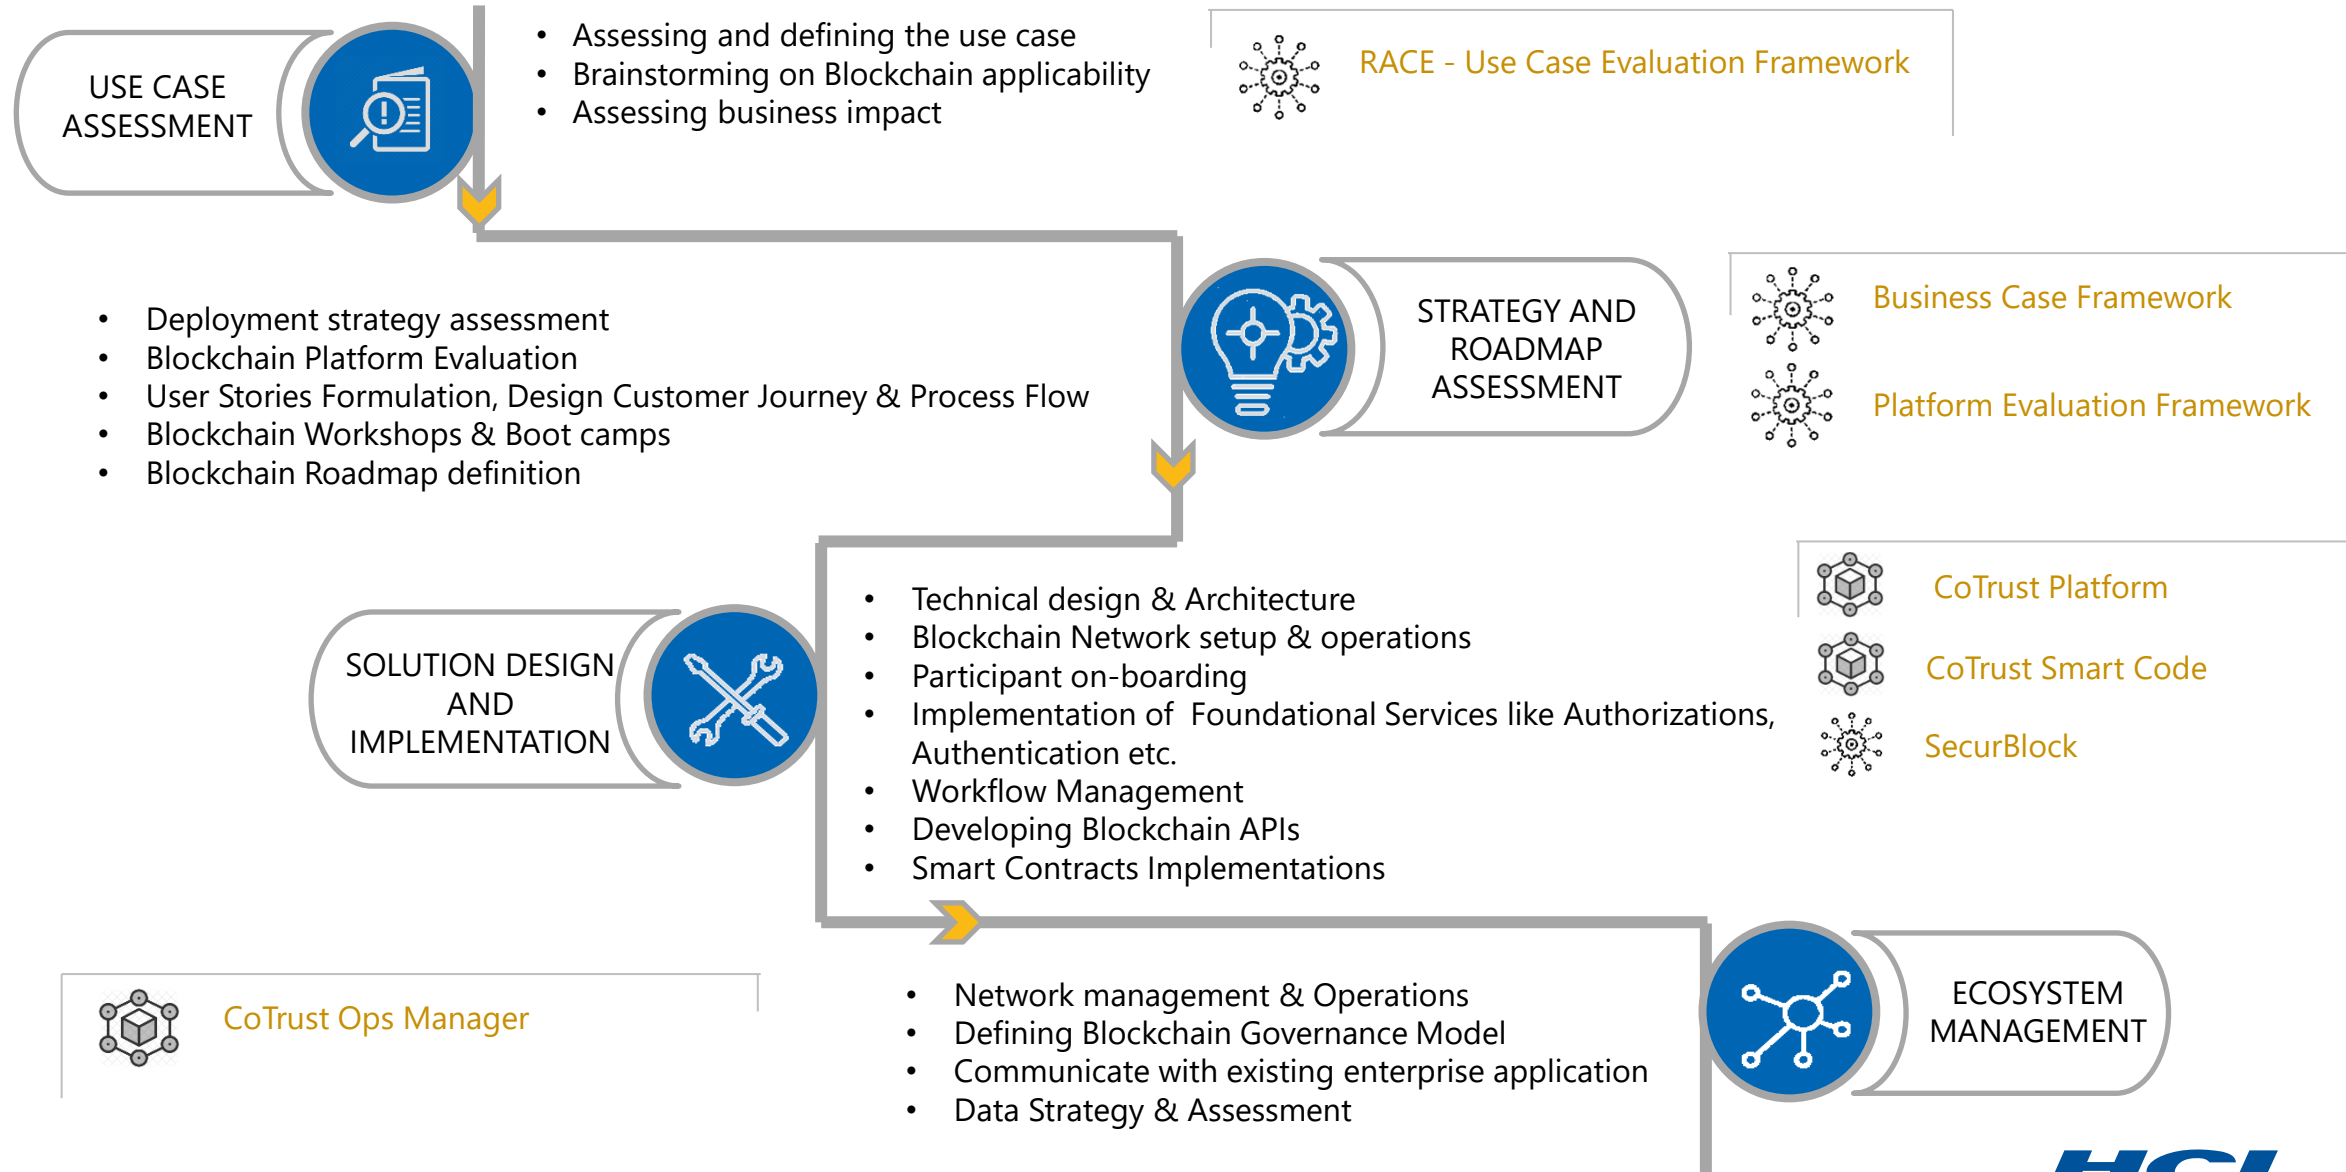 USE CASE
ASSESSMENT
• Assessing and defining the use case
• Brainstorming on Blockchain applicability
• Assessing business impact
RACE - Use Case Evaluation Framework
• Deployment strategy assessment
• Blockchain Platform Evaluation
• User Stories Formulation, Design Customer Journey & Process Flow
• Blockchain Workshops & Boot camps
• Blockchain Roadmap definition
STRATEGY AND
ROADMAP
ASSESSMENT
Business Case Framework
Platform Evaluation Framework
SOLUTION DESIGN
AND
IMPLEMENTATION
• Technical design & Architecture
• Blockchain Network setup & operations
• Participant on-boarding
• Implementation of  Foundational Services like Authorizations,
Authentication etc.
• Workflow Management
• Developing Blockchain APIs
• Smart Contracts Implementations
CoTrust Platform
CoTrust Smart Code
SecurBlock
CoTrust Ops Manager
• Network management & Operations
• Defining Blockchain Governance Model
• Communicate with existing enterprise application
• Data Strategy & Assessment
ECOSYSTEM
MANAGEMENT
HCL